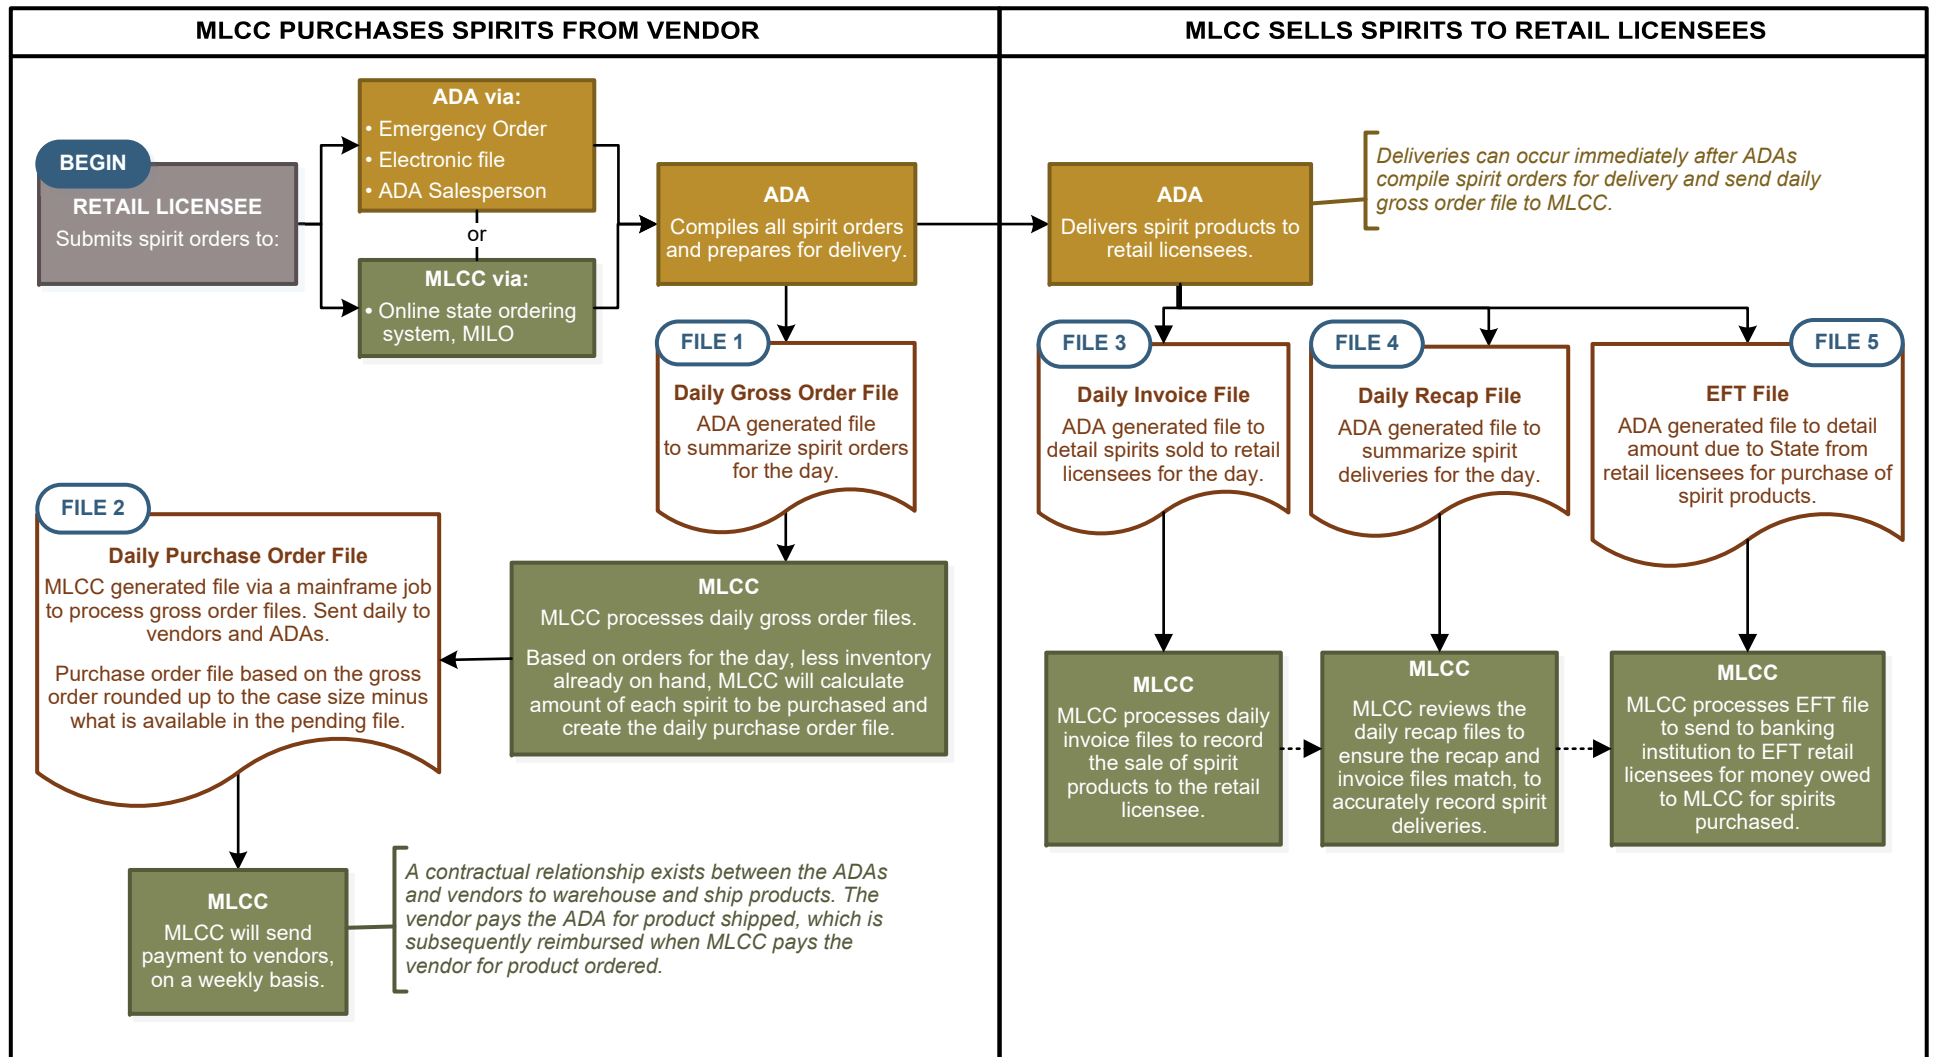 MLCC PURCHASES SPIRITS FROM VENDOR
BEGIN
RETAIL LICENSEE
Submits spirit orders to:
ADA via:
• Emergency Order
• Electronic file
• ADA Salesperson
or
MLCC via:
• Online state ordering
system, MILO
ADA
Compiles all spirit orders
and prepares for delivery.
FILE 1
Daily Gross Order File
ADA generated file
to summarize spirit orders
for the day.
MLCC
MLCC processes daily gross order files.
Based on orders for the day, less inventory
already on hand, MLCC will calculate
amount of each spirit to be purchased and
create the daily purchase order file.
FILE 2
Daily Purchase Order File
MLCC generated file via a mainframe job
to process gross order files. Sent daily to
vendors and ADAs.
Purchase order file based on the gross
order rounded up to the case size minus
what is available in the pending file.
MLCC
MLCC will send
payment to vendors,
on a weekly basis.
A contractual relationship exists between the ADAs
and vendors to warehouse and ship products. The
vendor pays the ADA for product shipped, which is
subsequently reimbursed when MLCC pays the
vendor for product ordered.
MLCC SELLS SPIRITS TO RETAIL LICENSEES
ADA
Delivers spirit products to
retail licensees.
Deliveries can occur immediately after ADAs
compile spirit orders for delivery and send daily
gross order file to MLCC.
FILE 3
Daily Invoice File
ADA generated file to
detail spirits sold to retail
licensees for the day.
FILE 4
Daily Recap File
ADA generated file to
summarize spirit
deliveries for the day.
FILE 5
EFT File
ADA generated file to detail
amount due to State from
retail licensees for purchase of
spirit products.
MLCC
MLCC processes daily
invoice files to record
the sale of spirit
products to the retail
licensee.
MLCC
MLCC reviews the
daily recap files to
ensure the recap and
invoice files match, to
accurately record spirit
deliveries.
MLCC
MLCC processes EFT file
to send to banking
institution to EFT retail
licensees for money owed
to MLCC for spirits
purchased.